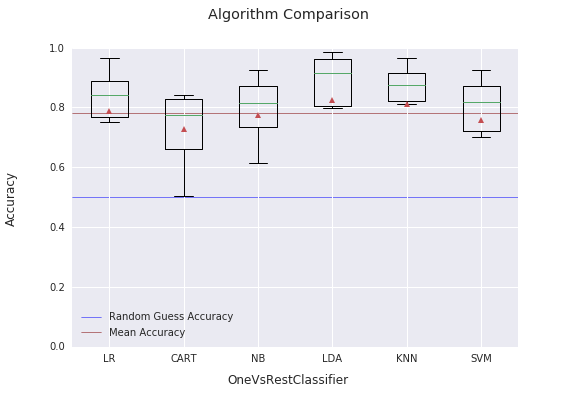 Algorithm Comparison
1.0
0.8
0.6
0.4
0.2
0.0
Accuracy
Random Guess Accuracy
Mean Accuracy
LR CART NB LDA KNN SVM
OneVsRestClassifier